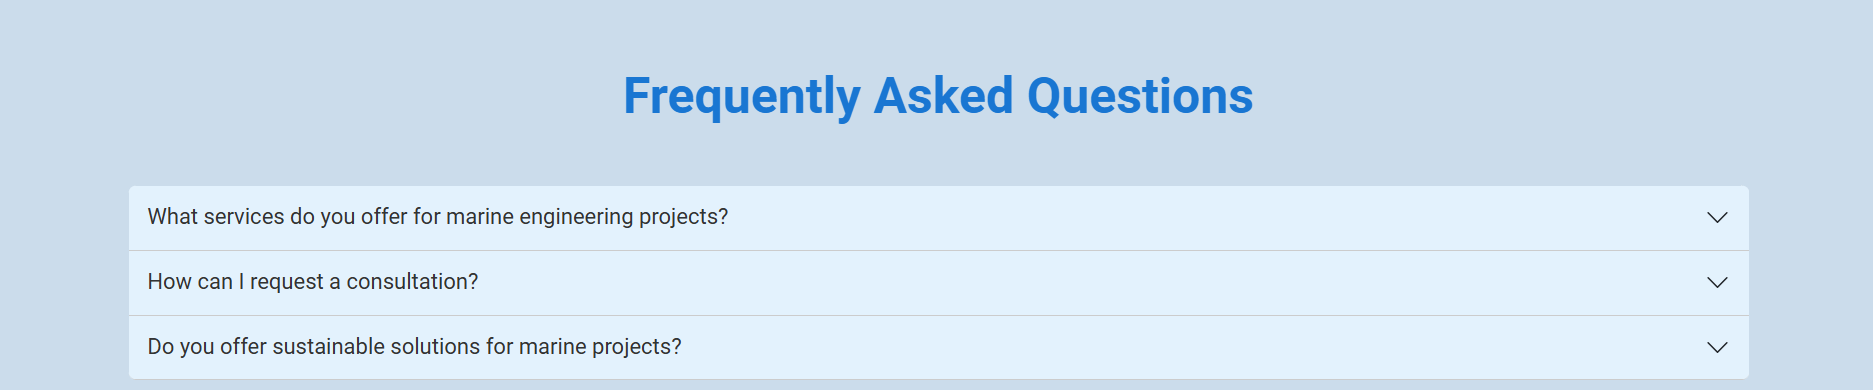 Frequently Asked Questions
What services do you offer for marine engineering projects?
How can I request a consultation?
Do you offer sustainable solutions for marine projects?